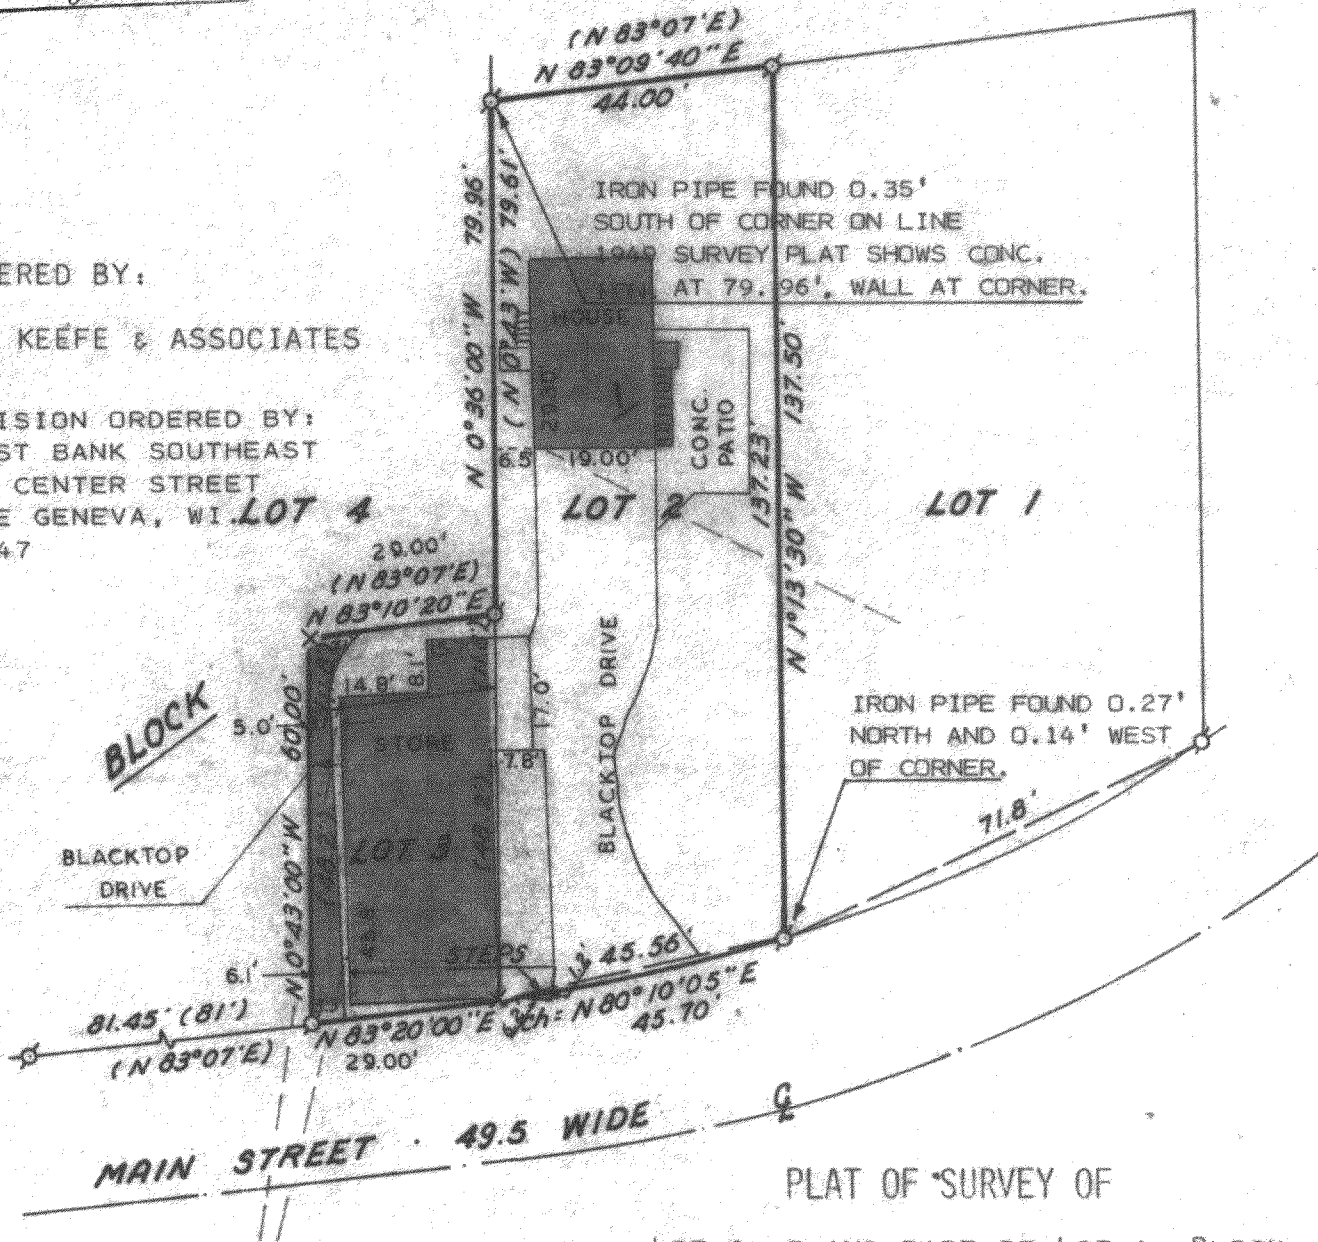 (N 83°07'E)
N 83°09'40"E
44.00'
79.96'
79.61'
N 0°36'00"W
(N 0°43'W)
IRON PIPE FOUND 0.35'
SOUTH OF CORNER ON LINE
SURVEY PLAT SHOWS CONC.
AT 79.96', WALL AT CORNER.
ERED BY:
KEEFE & ASSOCIATES
ISION ORDERED BY:
ST BANK SOUTHEAST
CENTER STREET
E GENEVA, WI.
47
HOUSE
6.5
19.00'
CONC.
PATIO
137.50'
137.23'
N 1°13'30"W
LOT 4
LOT 2
LOT 1
29.00'
(N 83°07'E)
N 83°10'20"E
BLOCK
60.00'
N 0°43'00"W
5.0'
14.8'
8.1'
17.0'
7.8'
LOT 3
BLACKTOP DRIVE
BLACKTOP
DRIVE
6.1'
STEPS
IRON PIPE FOUND 0.27'
NORTH AND 0.14' WEST
OF CORNER.
71.8'
45.56'
81.45' (81')
(N 83°07'E)
N 83°20'00"E
29.00'
ch= N 80°10'05"E
45.70'
MAIN STREET 49.5 WIDE
PLAT OF SURVEY OF